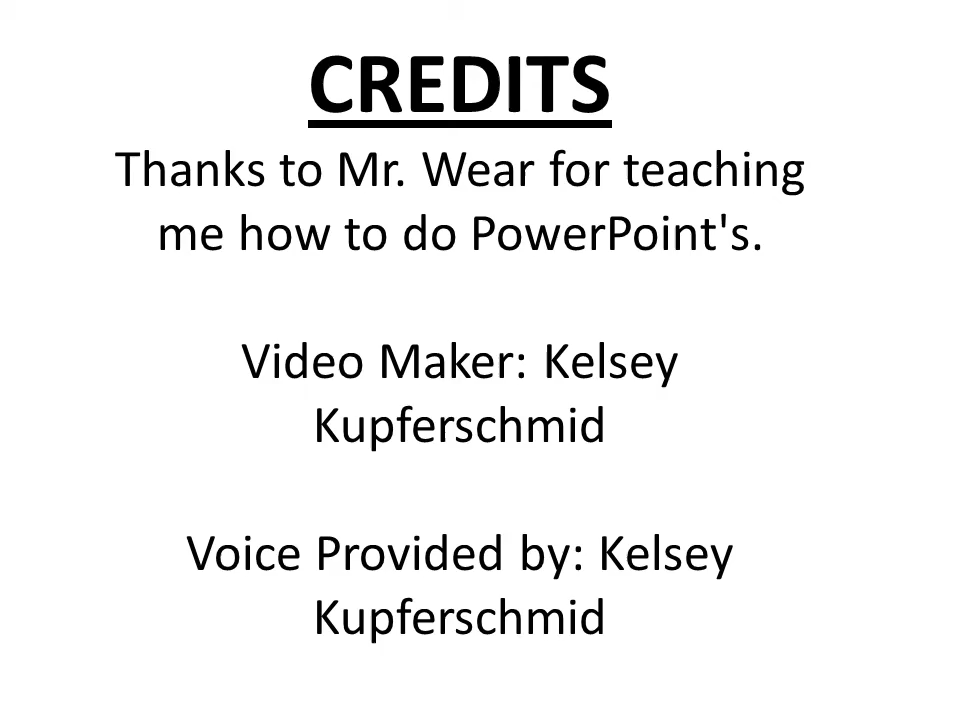 CREDITS
Thanks to Mr. Wear for teaching
me how to do PowerPoint's.
Video Maker: Kelsey
Kupferschmid
Voice Provided by: Kelsey
Kupferschmid